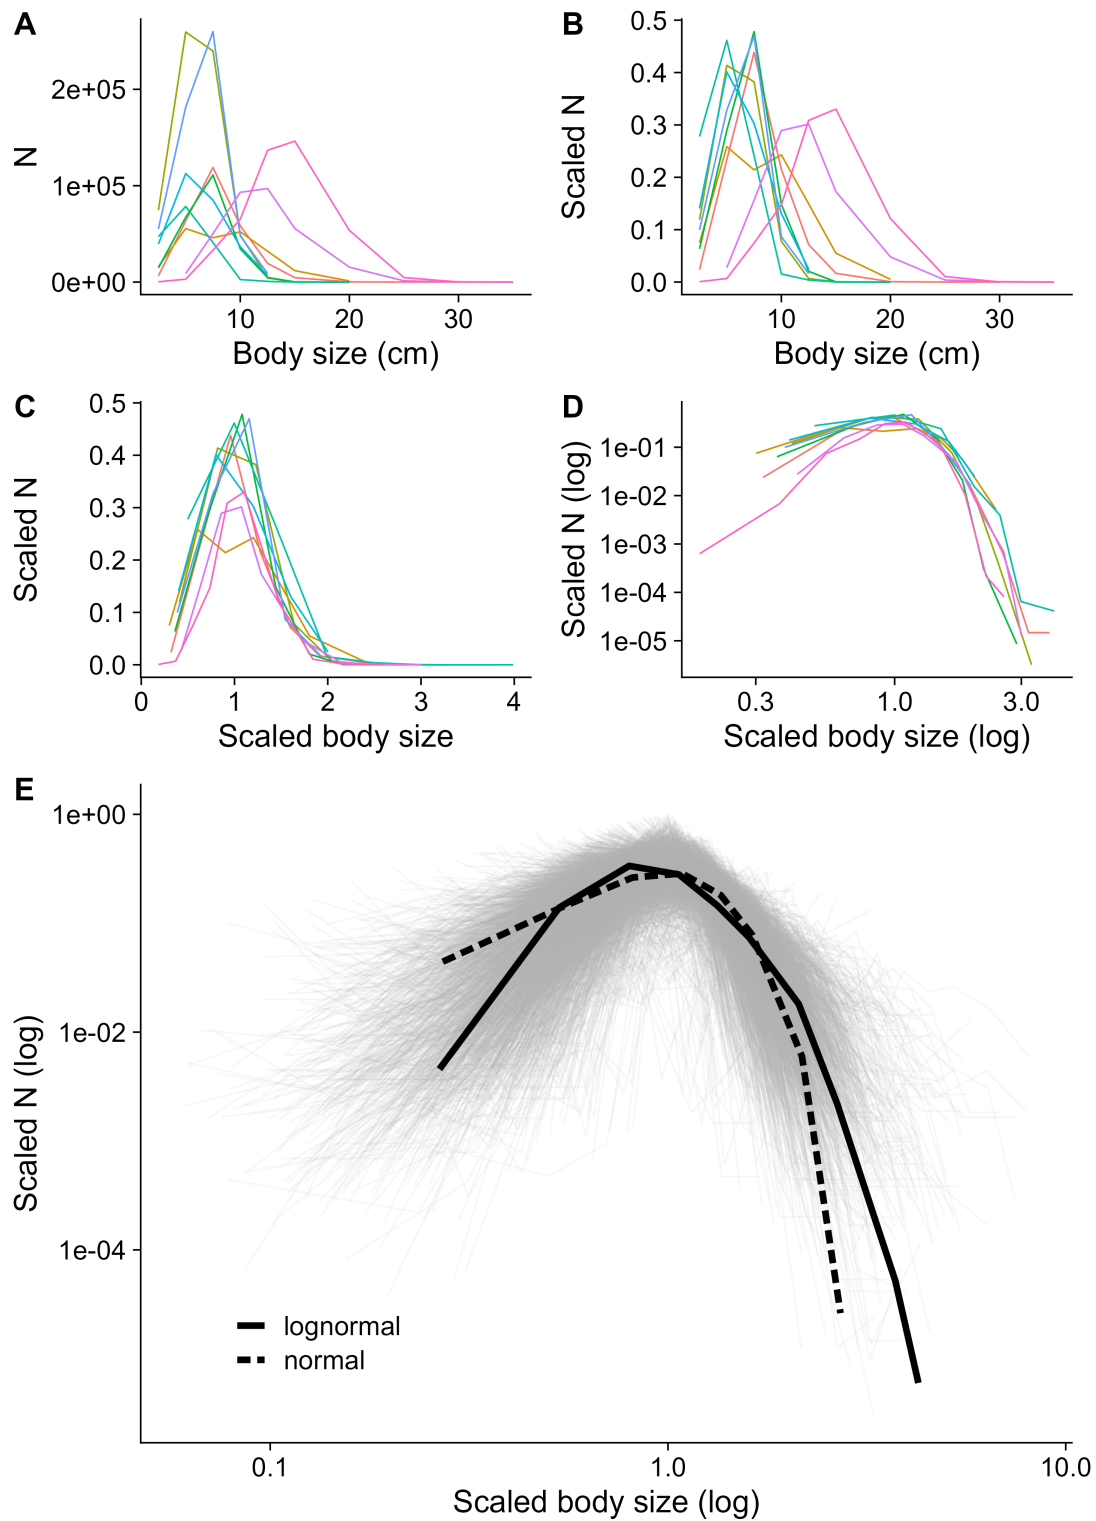 A
N
2e+05
1e+05
0e+00
10 20 30
Body size (cm)
B
Scaled N
0.5
0.4
0.3
0.2
0.1
0.0
10 20 30
Body size (cm)
C
Scaled N
0.5
0.4
0.3
0.2
0.1
0.0
0 1 2 3 4
Scaled body size
D
Scaled N (log)
1e-01
1e-02
1e-03
1e-04
1e-05
0.3 1.0 3.0
Scaled body size (log)
E
Scaled N (log)
1e+00
1e-02
1e-04
lognormal
normal
0.1 1.0 10.0
Scaled body size (log)